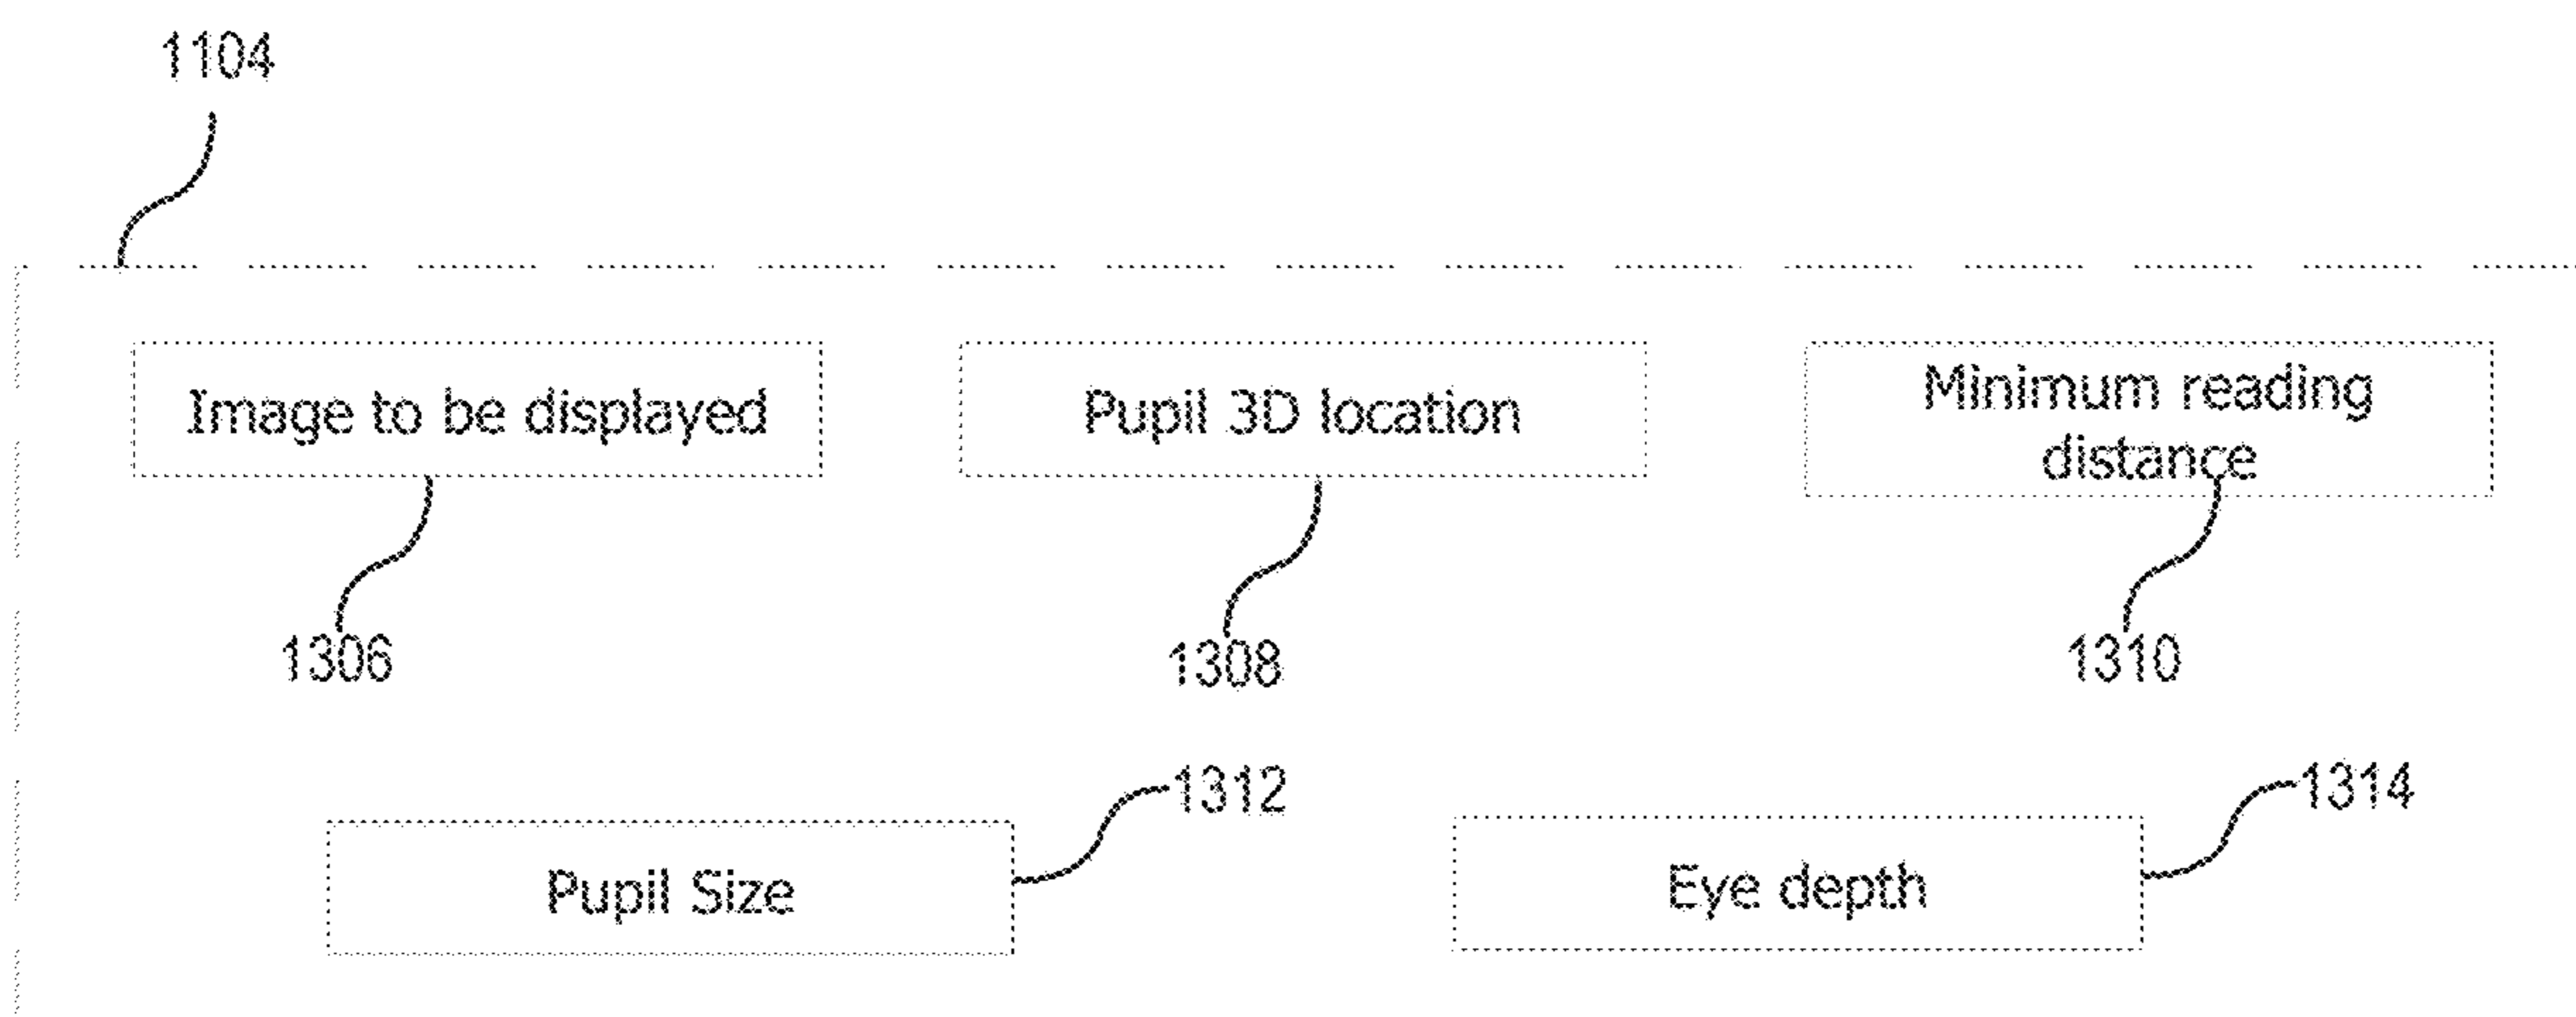 1104
Image to be displayed
Pupil 3D location
Minimum reading
distance
1306
1308
1310
1312
1314
Pupil Size
Eye depth